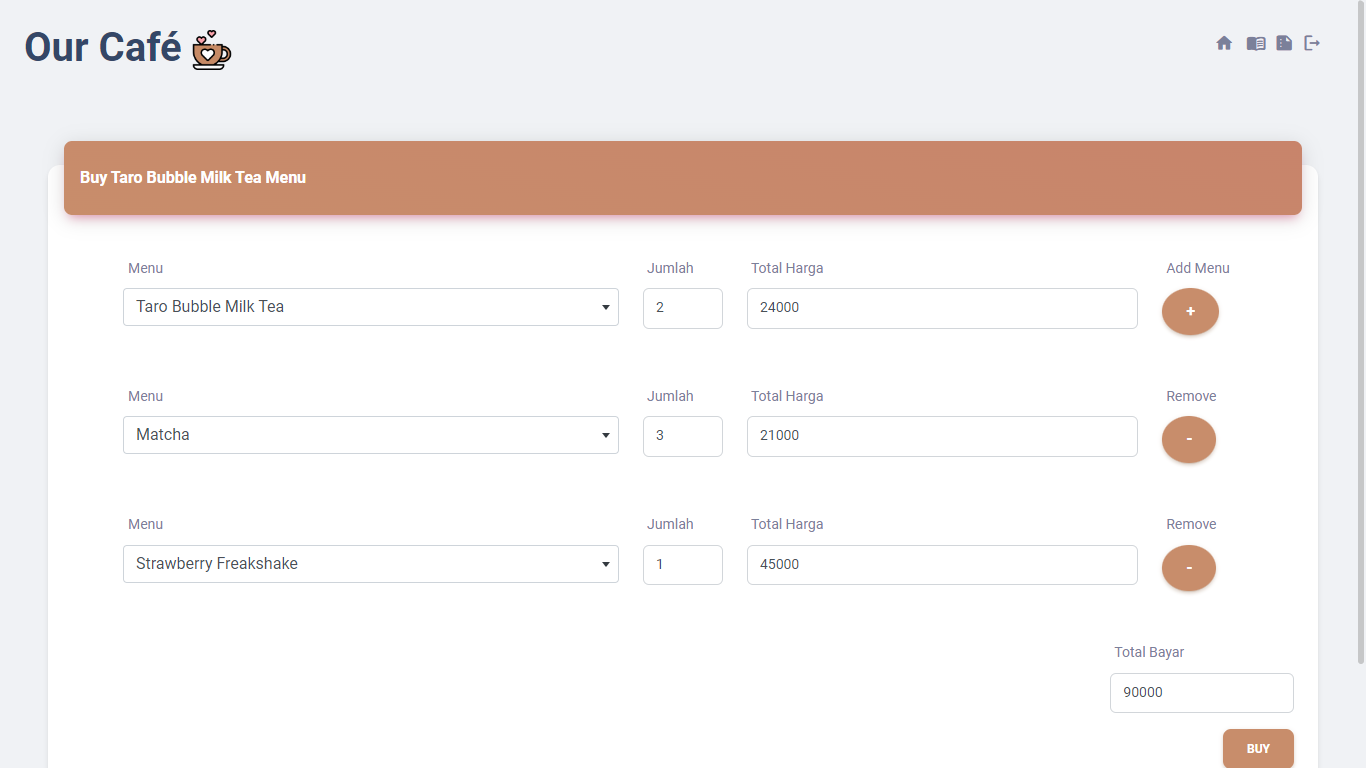 Our Café
Buy Taro Bubble Milk Tea Menu
Menu Jumlah Total Harga Add Menu
Taro Bubble Milk Tea 2 24000 +
Menu Jumlah Total Harga Remove
Matcha 3 21000 -
Menu Jumlah Total Harga Remove
Strawberry Freakshake 1 45000 -
Total Bayar
90000
BUY